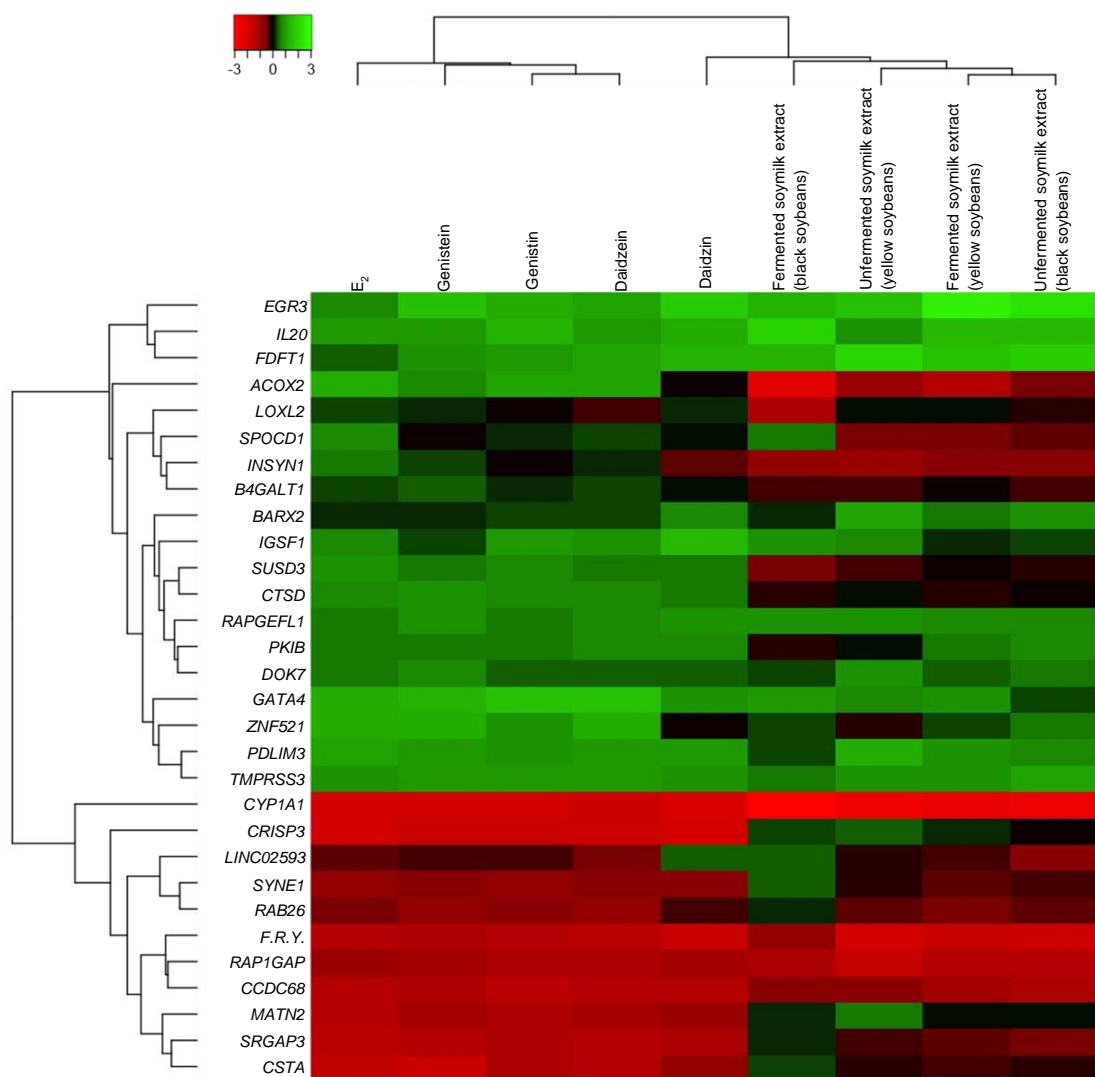 -3 0 3
E2
Genistein
Genistin
Daidzein
Daidzin
Fermented soymilk extract
(black soybeans)
Unfermented soymilk extract
(yellow soybeans)
Fermented soymilk extract
(yellow soybeans)
Unfermented soymilk extract
(black soybeans)
EGR3
IL20
FDFT1
ACOX2
LOXL2
SPOCD1
INSYN1
B4GALT1
BARX2
IGSF1
SUSD3
CTSD
RAPGEFL1
PKIB
DOK7
GATA4
ZNF521
PDLIM3
TMPRSS3
CYP1A1
CRISP3
LINC02593
SYNE1
RAB26
F.R.Y.
RAP1GAP
CCDC68
MATN2
SRGAP3
CSTA